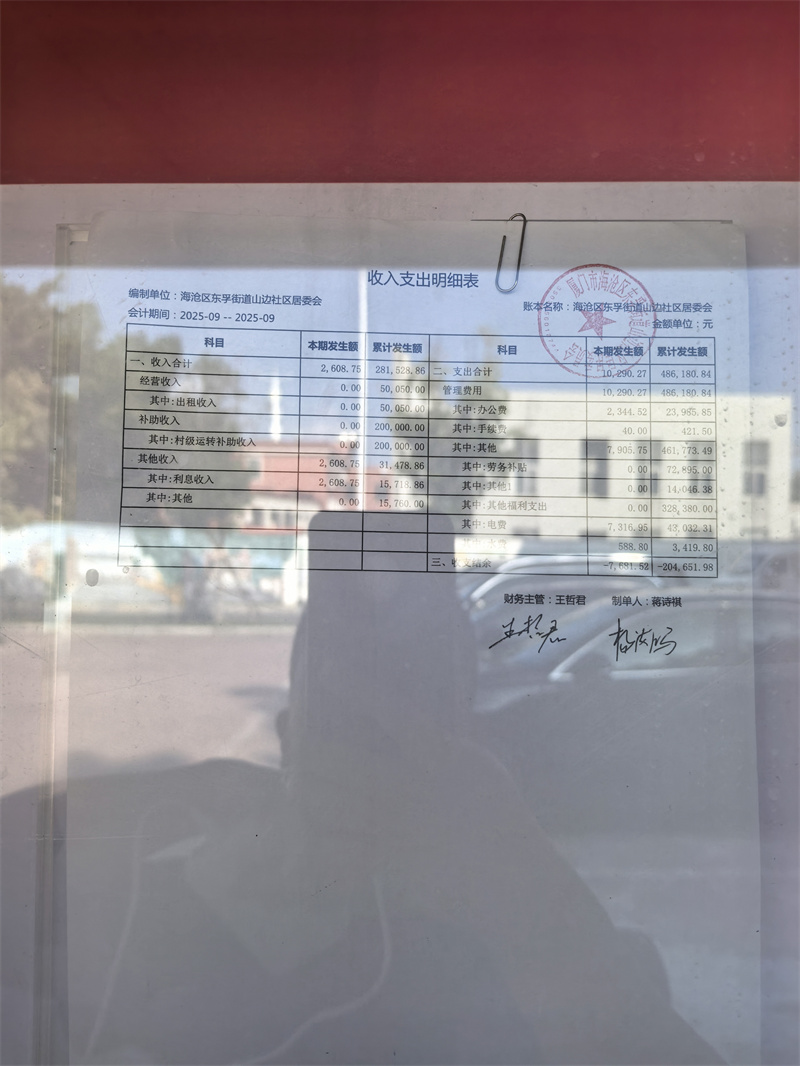 收入支出明细表
编制单位：海沧区东孚街道山边社区居委会 账本名称：海沧区东孚街道山边社区居委会
会计期间：2025-09 -- 2025-09 金额单位：元
科目 本期发生额 累计发生额 科目 本期发生额 累计发生额
一、收入合计 2,608.75 281,528.86 二、支出合计 10,290.27 486,180.84
经营收入 0.00 50,050.00 管理费用 10,290.27 486,180.84
其中:出租收入 0.00 50,050.00 其中:办公费 2,344.52 23,985.85
补助收入 0.00 200,000.00 其中:手续费 40.00 421.50
其中:村级运转补助收入 0.00 200,000.00 其中:其他 7,905.75 461,773.49
其他收入 2,608.75 31,478.86 其中:劳务补贴 0.00 72,895.00
其中:利息收入 2,608.75 15,718.86 其中:其他1 0.00 14,046.38
其中:其他 0.00 15,760.00 其中:其他福利支出 0.00 328,380.00
其中:电费 7,316.95 43,032.31
588.80 3,419.80
三、收支结余 -7,681.52 -204,651.98
财务主管：王哲君 制单人：蒋诗祺